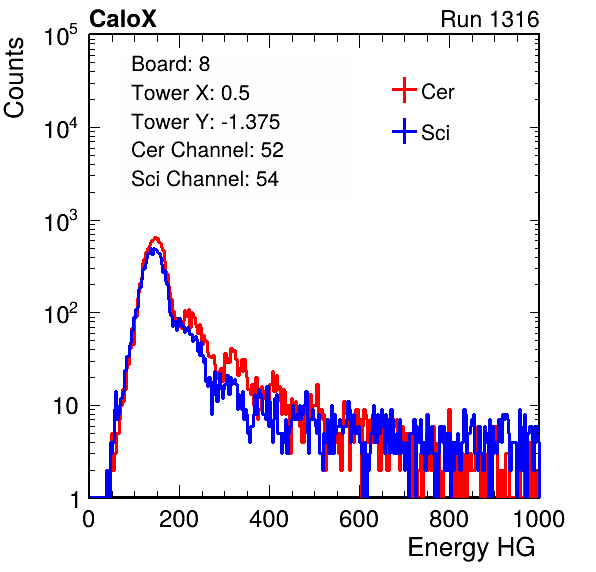 CaloX Run 1316
Counts
10^5
10^4
10^3
10^2
10
1
Board: 8
Tower X: 0.5
Tower Y: -1.375
Cer Channel: 52
Sci Channel: 54
Cer
Sci
0 200 400 600 800 1000
Energy HG